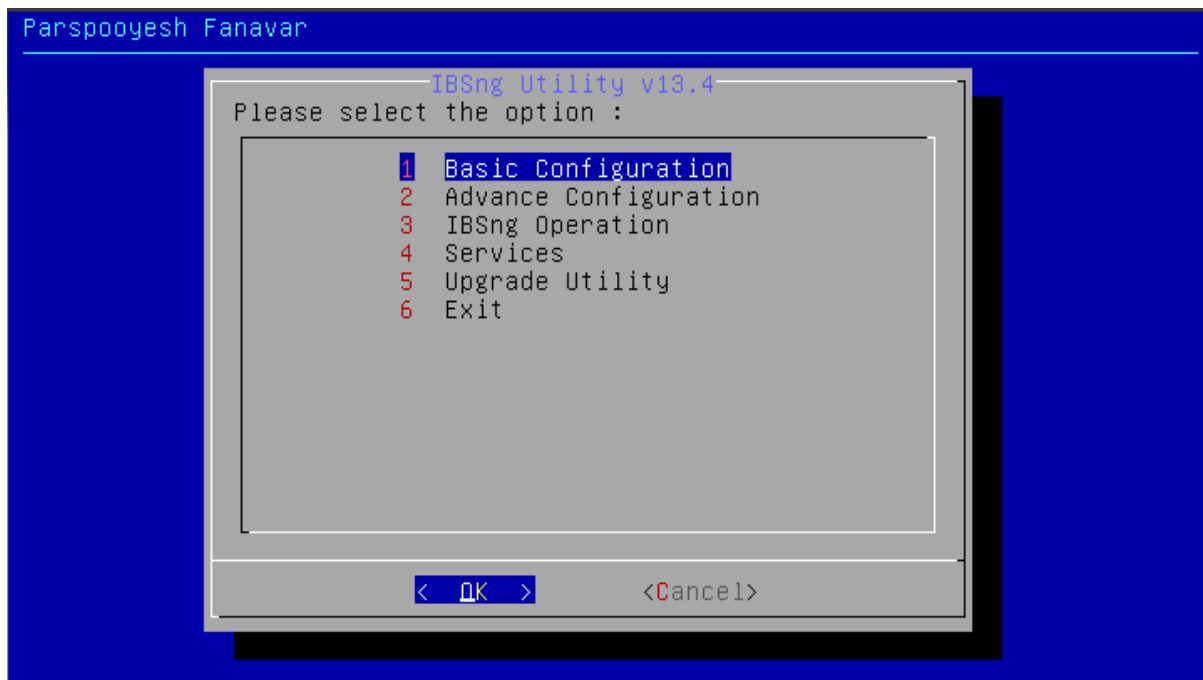 Parspooyesh Fanavar
IBSng Utility v13.4
Please select the option :
1 Basic Configuration
2 Advance Configuration
3 IBSng Operation
4 Services
5 Upgrade Utility
6 Exit
< OK > <Cancel>